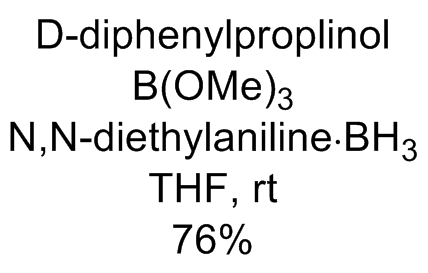 D-diphenylproplinol
B(OMe)₃
N,N-diethylaniline·BH₃
THF, rt
76%